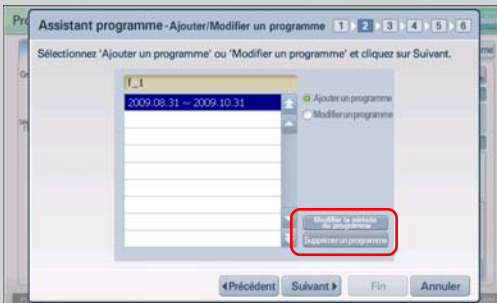 Pro
Assistant programme-Ajouter/Modifier un programme 1 2 3 4 5 6
Sélectionnez 'Ajouter un programme' ou 'Modifier un programme' et cliquez sur Suivant.
f_1
2009.08.31 ~ 2009.10.31
Ajouter un programme
Modifier un programme
Modifier la période
du programme
Supprimer un programme
Précédent Suivant Fin Annuler